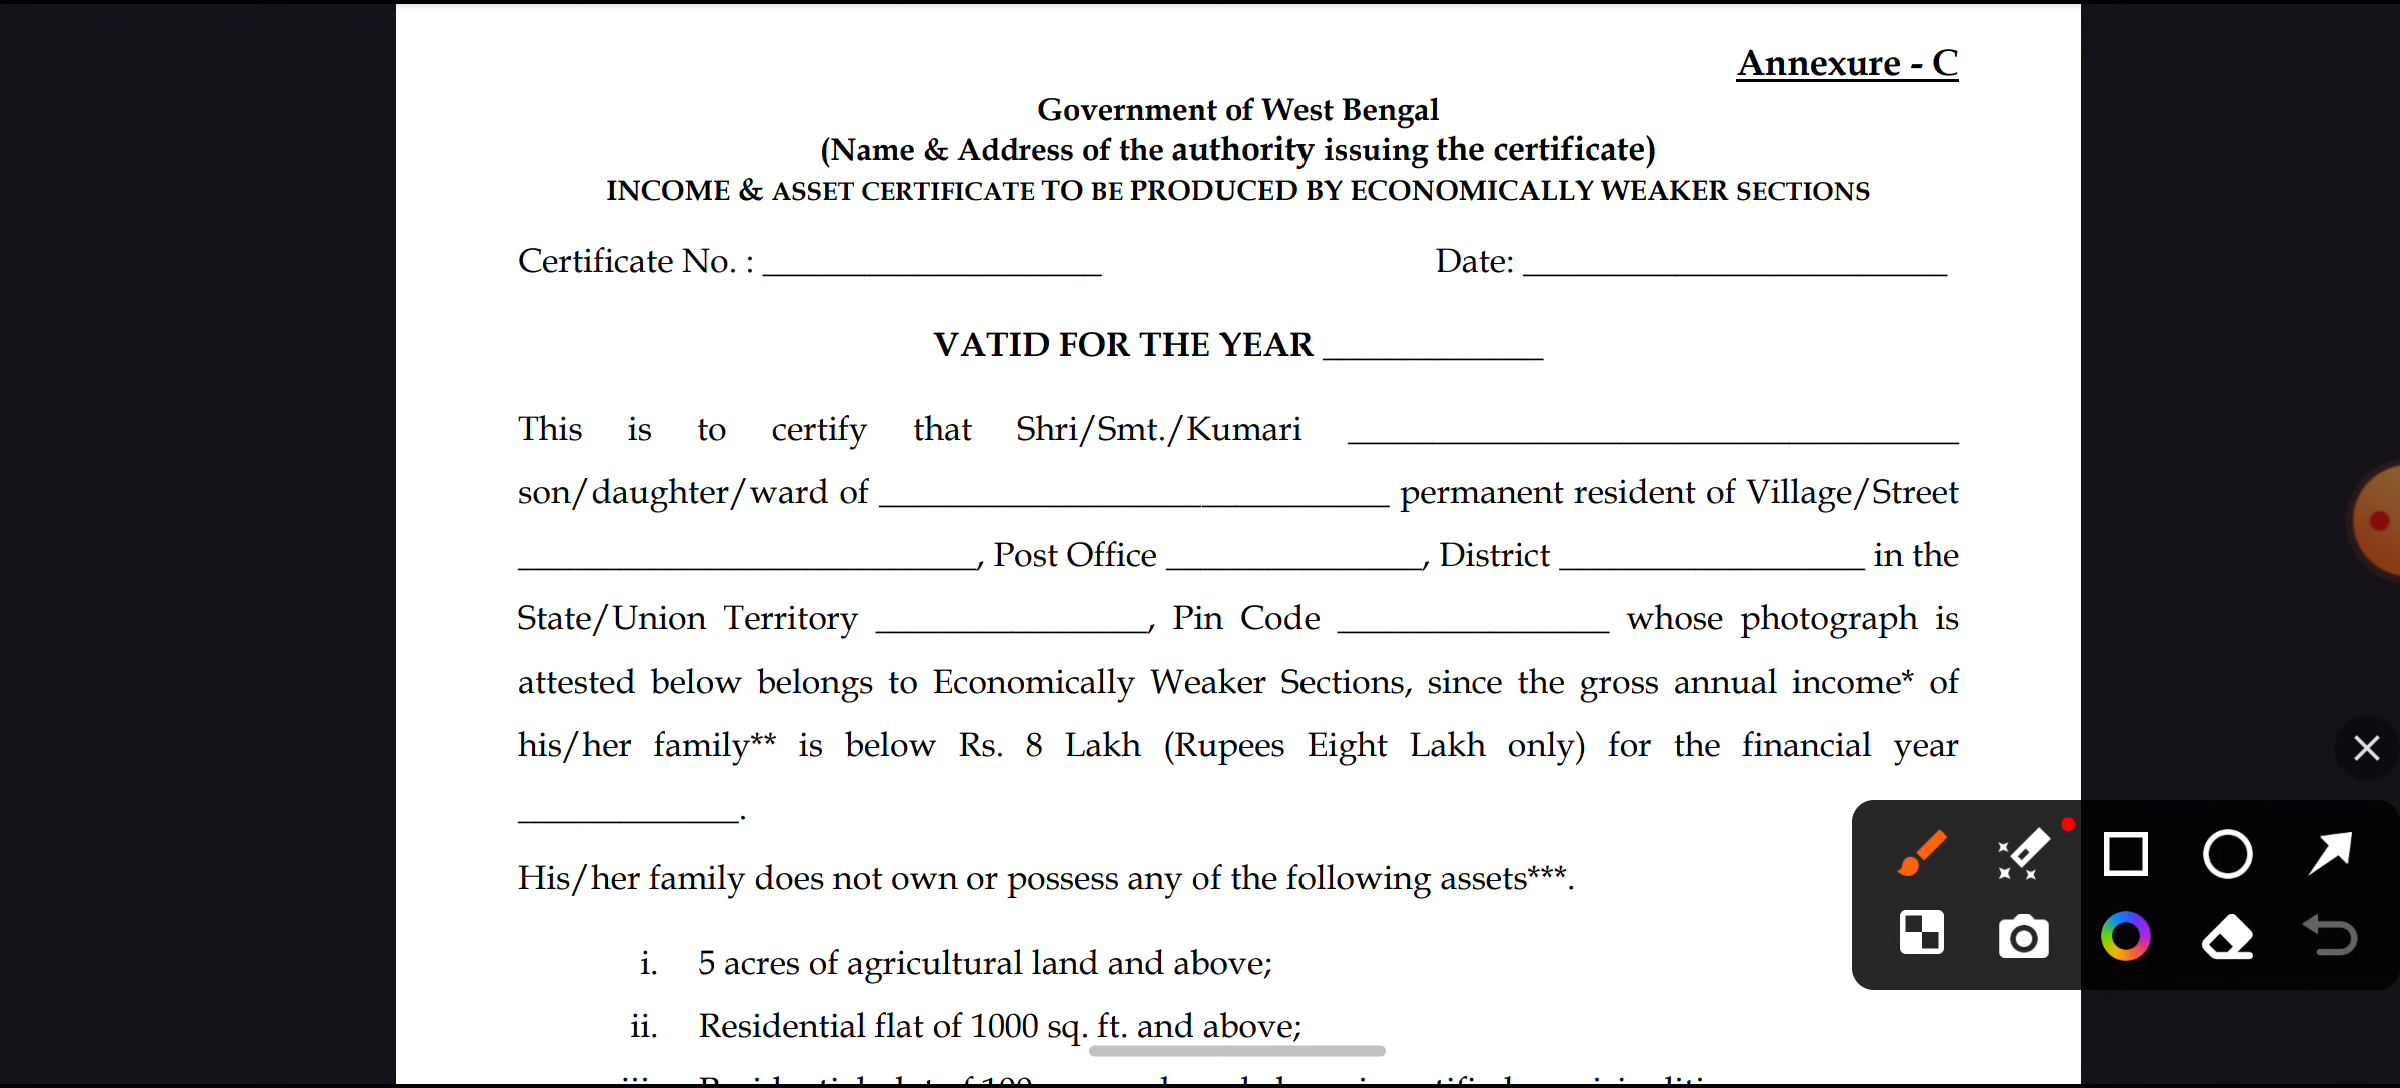 Annexure - C
Government of West Bengal
(Name & Address of the authority issuing the certificate)
INCOME & ASSET CERTIFICATE TO BE PRODUCED BY ECONOMICALLY WEAKER SECTIONS
Certificate No. : ____________________ Date: _________________________
VATID FOR THE YEAR _____________
This is to certify that Shri/Smt./Kumari ____________________________________
son/daughter/ward of ______________________________ permanent resident of Village/Street
___________________________, Post Office _______________, District __________________ in the
State/Union Territory ________________, Pin Code ________________ whose photograph is
attested below belongs to Economically Weaker Sections, since the gross annual income* of
his/her family** is below Rs. 8 Lakh (Rupees Eight Lakh only) for the financial year
_____________.
His/her family does not own or possess any of the following assets***.
i. 5 acres of agricultural land and above;
ii. Residential flat of 1000 sq. ft. and above;